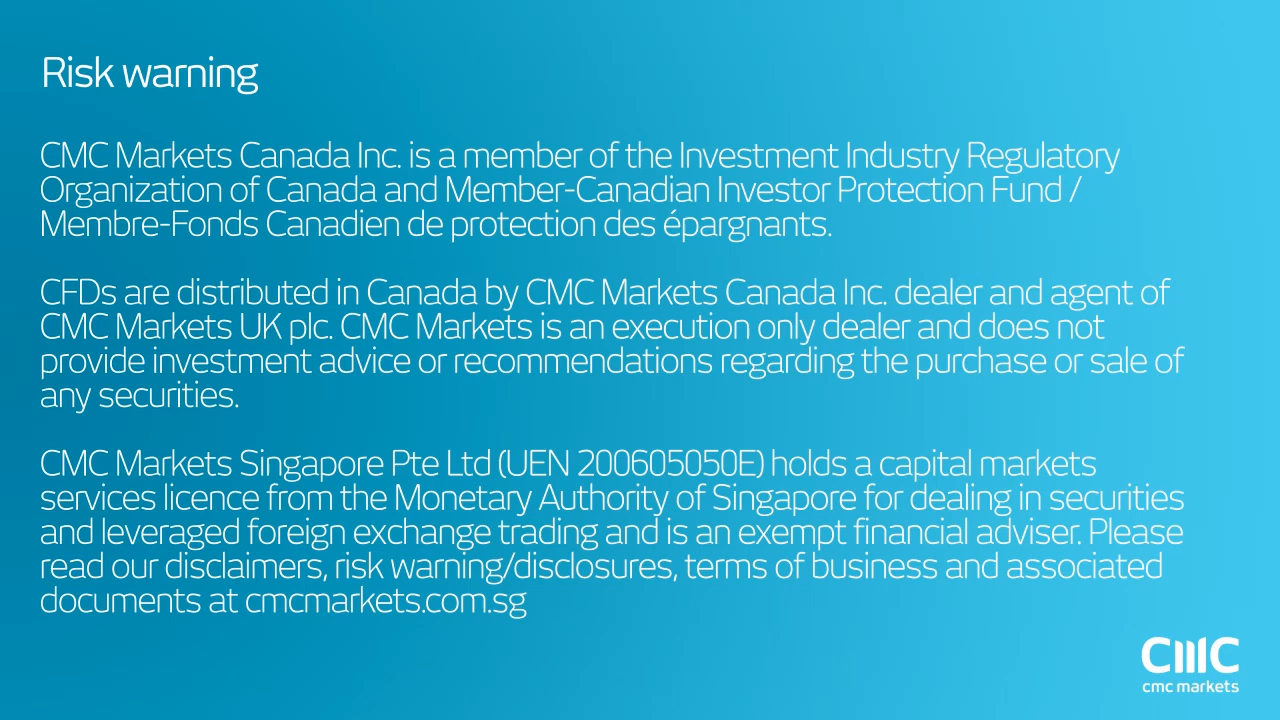 Risk warning
CMC Markets Canada Inc. is a member of the Investment Industry Regulatory
Organization of Canada and Member-Canadian Investor Protection Fund /
Membre-Fonds Canadien de protection des épargnants.
CFDs are distributed in Canada by CMC Markets Canada Inc. dealer and agent of
CMC Markets UK plc. CMC Markets is an execution only dealer and does not
provide investment advice or recommendations regarding the purchase or sale of
any securities.
CMC Markets Singapore Pte Ltd (UEN 200605050E) holds a capital markets
services licence from the Monetary Authority of Singapore for dealing in securities
and leveraged foreign exchange trading and is an exempt financial adviser. Please
read our disclaimers, risk warning/disclosures, terms of business and associated
documents at cmcmarkets.com.sg
CMC
cmc markets